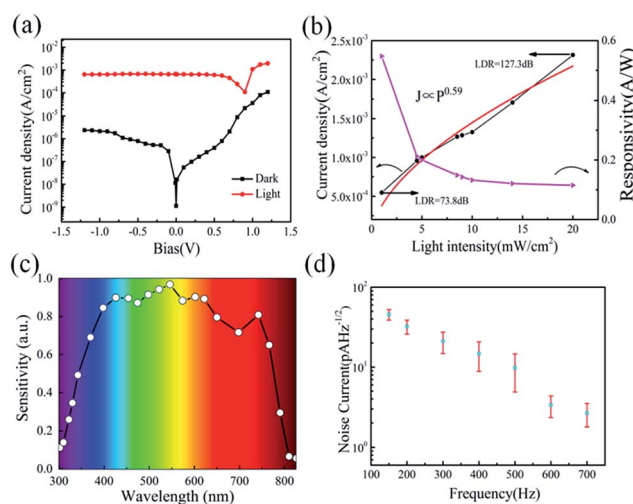 (a)
Current density(A/cm²)
10⁻²
10⁻³
10⁻⁴
10⁻⁵
10⁻⁶
10⁻⁷
10⁻⁸
10⁻⁹
Dark
Light
-1.5 -1.0 -0.5 0.0 0.5 1.0 1.5
Bias(V)
(b)
Current density(A/cm²)
2.5x10⁻³
2.0x10⁻³
1.5x10⁻³
1.0x10⁻³
5.0x10⁻⁴
LDR=127.3dB
J∝P⁰·⁵⁹
LDR=73.8dB
0.6
0.4
0.2
0.0
Responsivity(A/W)
0 5 10 15 20
Light intensity(mW/cm²)
(c)
Sensitivity (a.u.)
1.0
0.8
0.6
0.4
0.2
0.0
300 400 500 600 700 800
Wavelength (nm)
(d)
Noise Current(pAHz⁻¹ᐟ²)
10²
10¹
10⁰
100 200 300 400 500 600 700
Frequency(Hz)